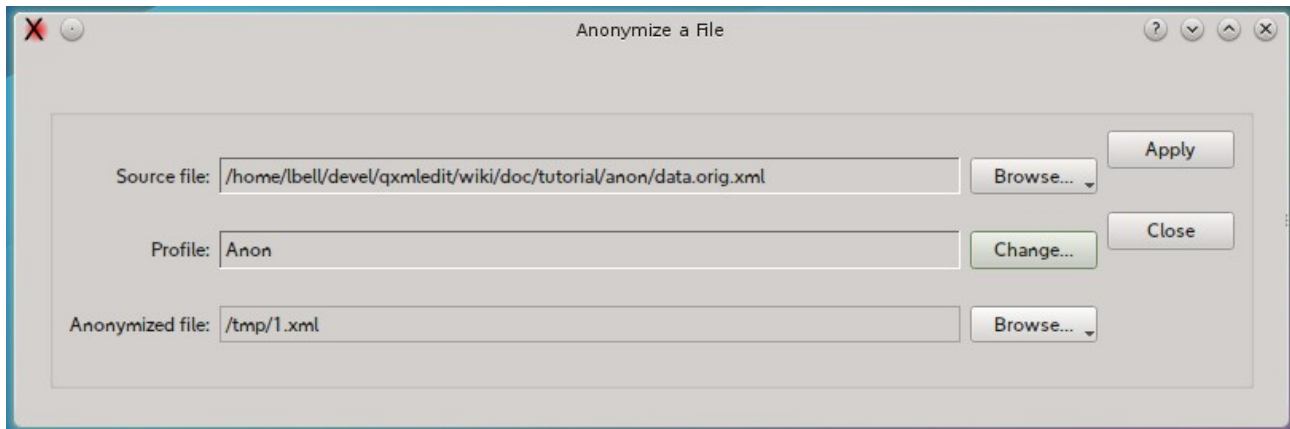 Anonymize a File
Apply
Source file: /home/lbell/devel/qxmledit/wiki/doc/tutorial/anon/data.orig.xml Browse...
Close
Profile: Anon Change...
Anonymized file: /tmp/1.xml Browse...